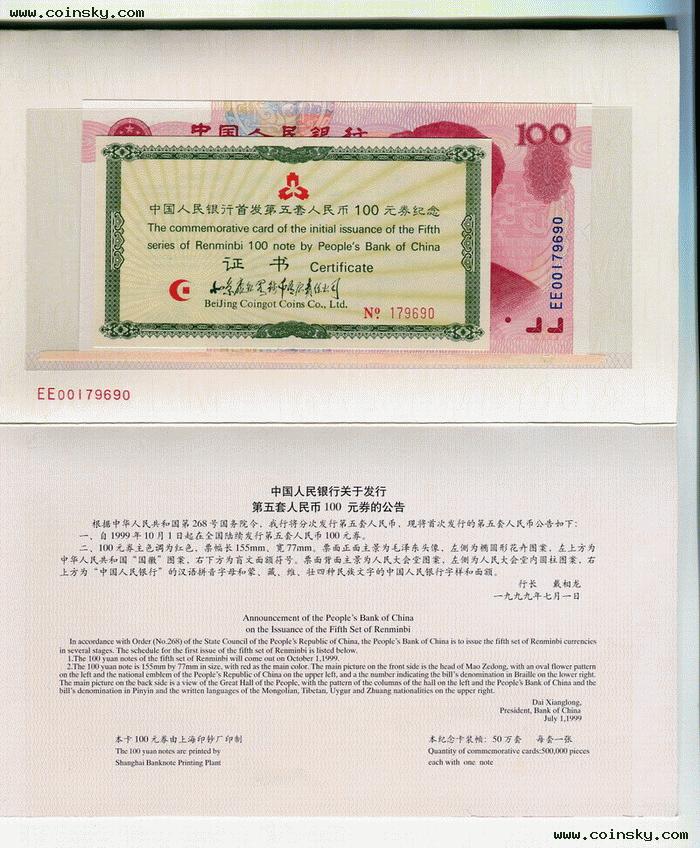 www.coinsky.com
中国人民银行
100
EE00179690
中国人民银行首发第五套人民币100元券纪念
The commemorative card of the initial issuance of the Fifth
series of Renminbi 100 note by People's Bank of China
证书 Certificate
BeiJing Coingot Coins Co., Ltd.
Nº 179690
EE00179690
中国人民银行关于发行
第五套人民币100 元券的公告
根据中华人民共和国第268号国务院令，我行将分次发行第五套人民币，现将首次发行的第五套人民币公告如下：
一、自1999年10月1日起在全国陆续发行第五套人民币100元券。
二、100元券主色调为红色，票幅长155mm，宽77mm。票面正面主景为毛泽东头像，左侧为椭圆形花卉图案，左上方为
中华人民共和国“国徽”图案，右下方为盲文面额符号。票面背面主景为人民大会堂图案，左侧为人民大会堂内圆柱图案，右
上方为“中国人民银行”的汉语拼音字母和蒙、藏、维、壮四种民族文字的中国人民银行字样和面额。
行长 戴相龙
一九九九年七月一日
Announcement of the People's Bank of China
on the Issuance of the Fifth Set of Renminbi
In accordance with Order (No.268) of the State Council of the People's Republic of China, the People's Bank of China is to issue the fifth set of Renminbi currencies
in several stages. The schedule for the first issue of the fifth set of Renminbi is listed below.
1.The 100 yuan notes of the fifth set of Renminbi will come out on October 1,1999.
2.The 100 yuan note is 155mm by 77mm in size, with red as the main color. The main picture on the front side is the head of Mao Zedong, with an oval flower pattern
on the left and the national emblem of the People's Republic of China on the upper left, and a the number indicating the bill's denomination in Braille on the lower right.
The main picture on the back side is a view of the Great Hall of the People, with the pattern of the columns of the hall on the left and the People's Bank of China and the
bill's denomination in Pinyin and the written languages of the Mongolian, Tibetan, Uygur and Zhuang nationalities on the upper right.
Dai Xianglong,
President, Bank of China
July 1,1999
本卡100元券由上海印钞厂印制
The 100 yuan notes are printed by
Shanghai Banknote Printing Plant
本纪念卡装帧：50万套 每套一张
Quantity of commemorative cards:500,000 pieces
each with one note
www.coinsky.com